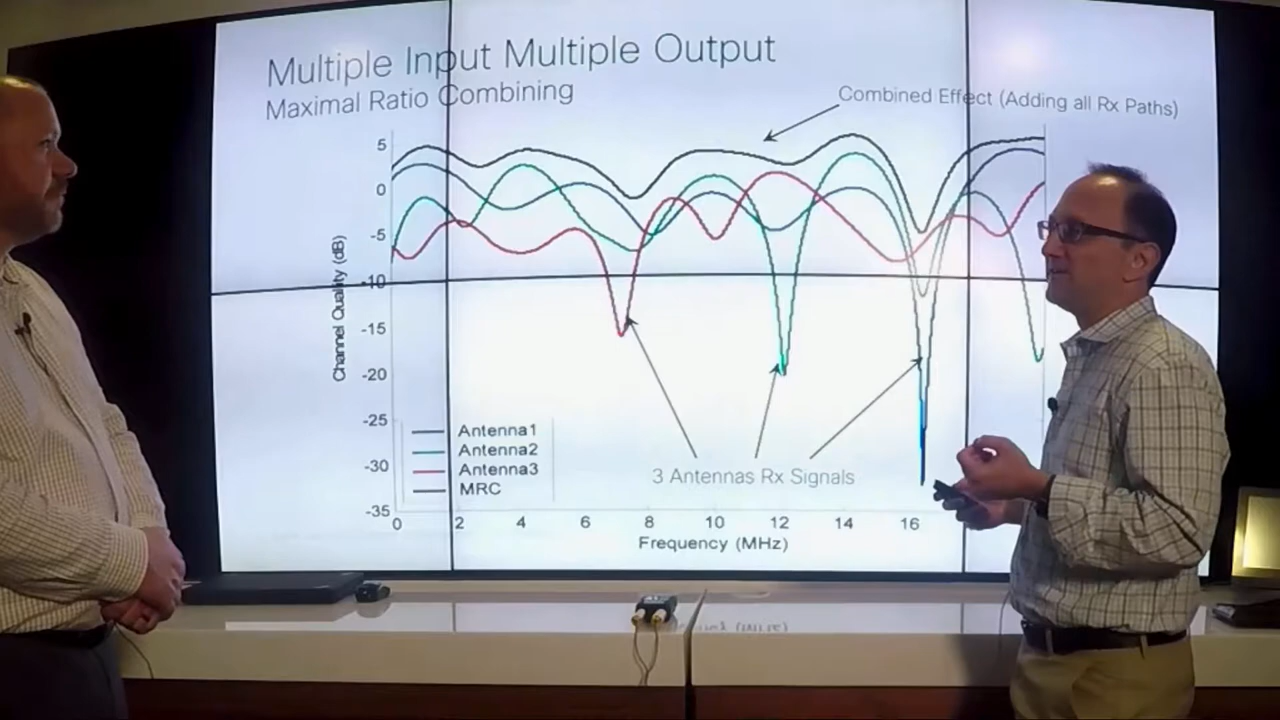 Multiple Input Multiple Output
Maximal Ratio Combining
Combined Effect (Adding all Rx Paths)
5
0
-5
-10
-15
-20
-25
-30
-35
Channel Quality (dB)
Antenna1
Antenna2
Antenna3
MRC
3 Antennas Rx Signals
0 2 4 6 8 10 12 14 16
Frequency (MHz)